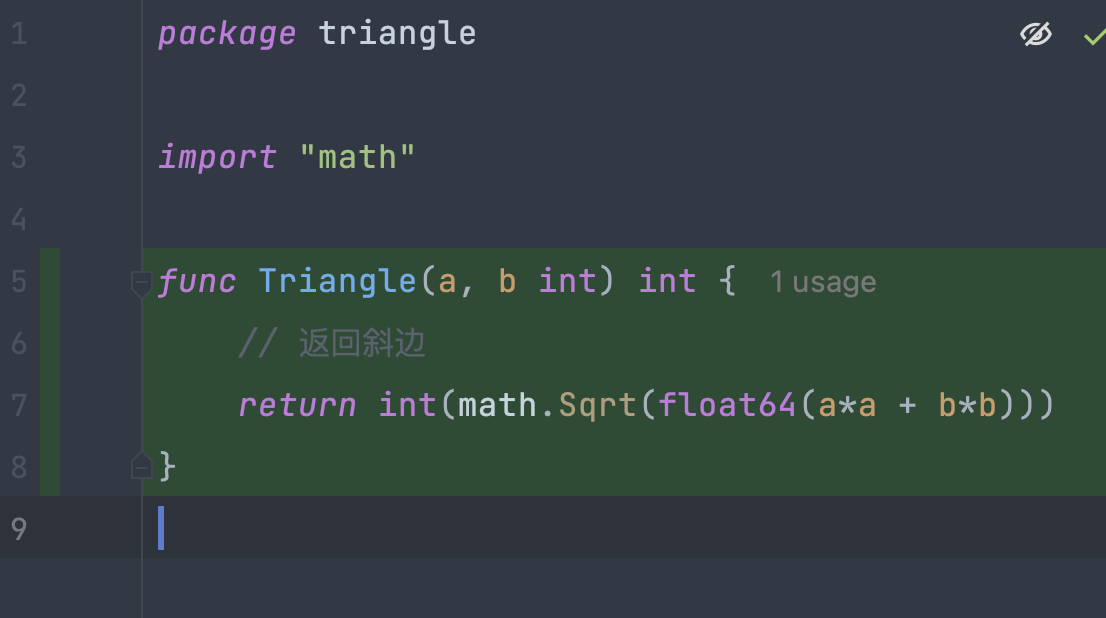 1 package triangle
2
3 import "math"
4
5 func Triangle(a, b int) int { 1 usage
6 // 返回斜边
7 return int(math.Sqrt(float64(a*a + b*b)))
8 }
9